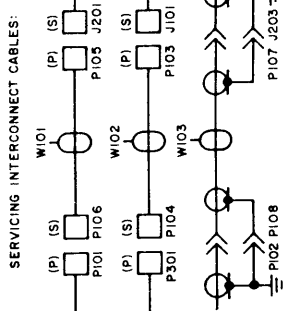 SERVICING INTERCONNECT CABLES:
P101 (P)
P106 (S)
W101
P105 (P)
J201 (S)
P301 (P)
P104 (S)
W102
P103 (P)
J101 (S)
P102 P108
W103
P107 J203-